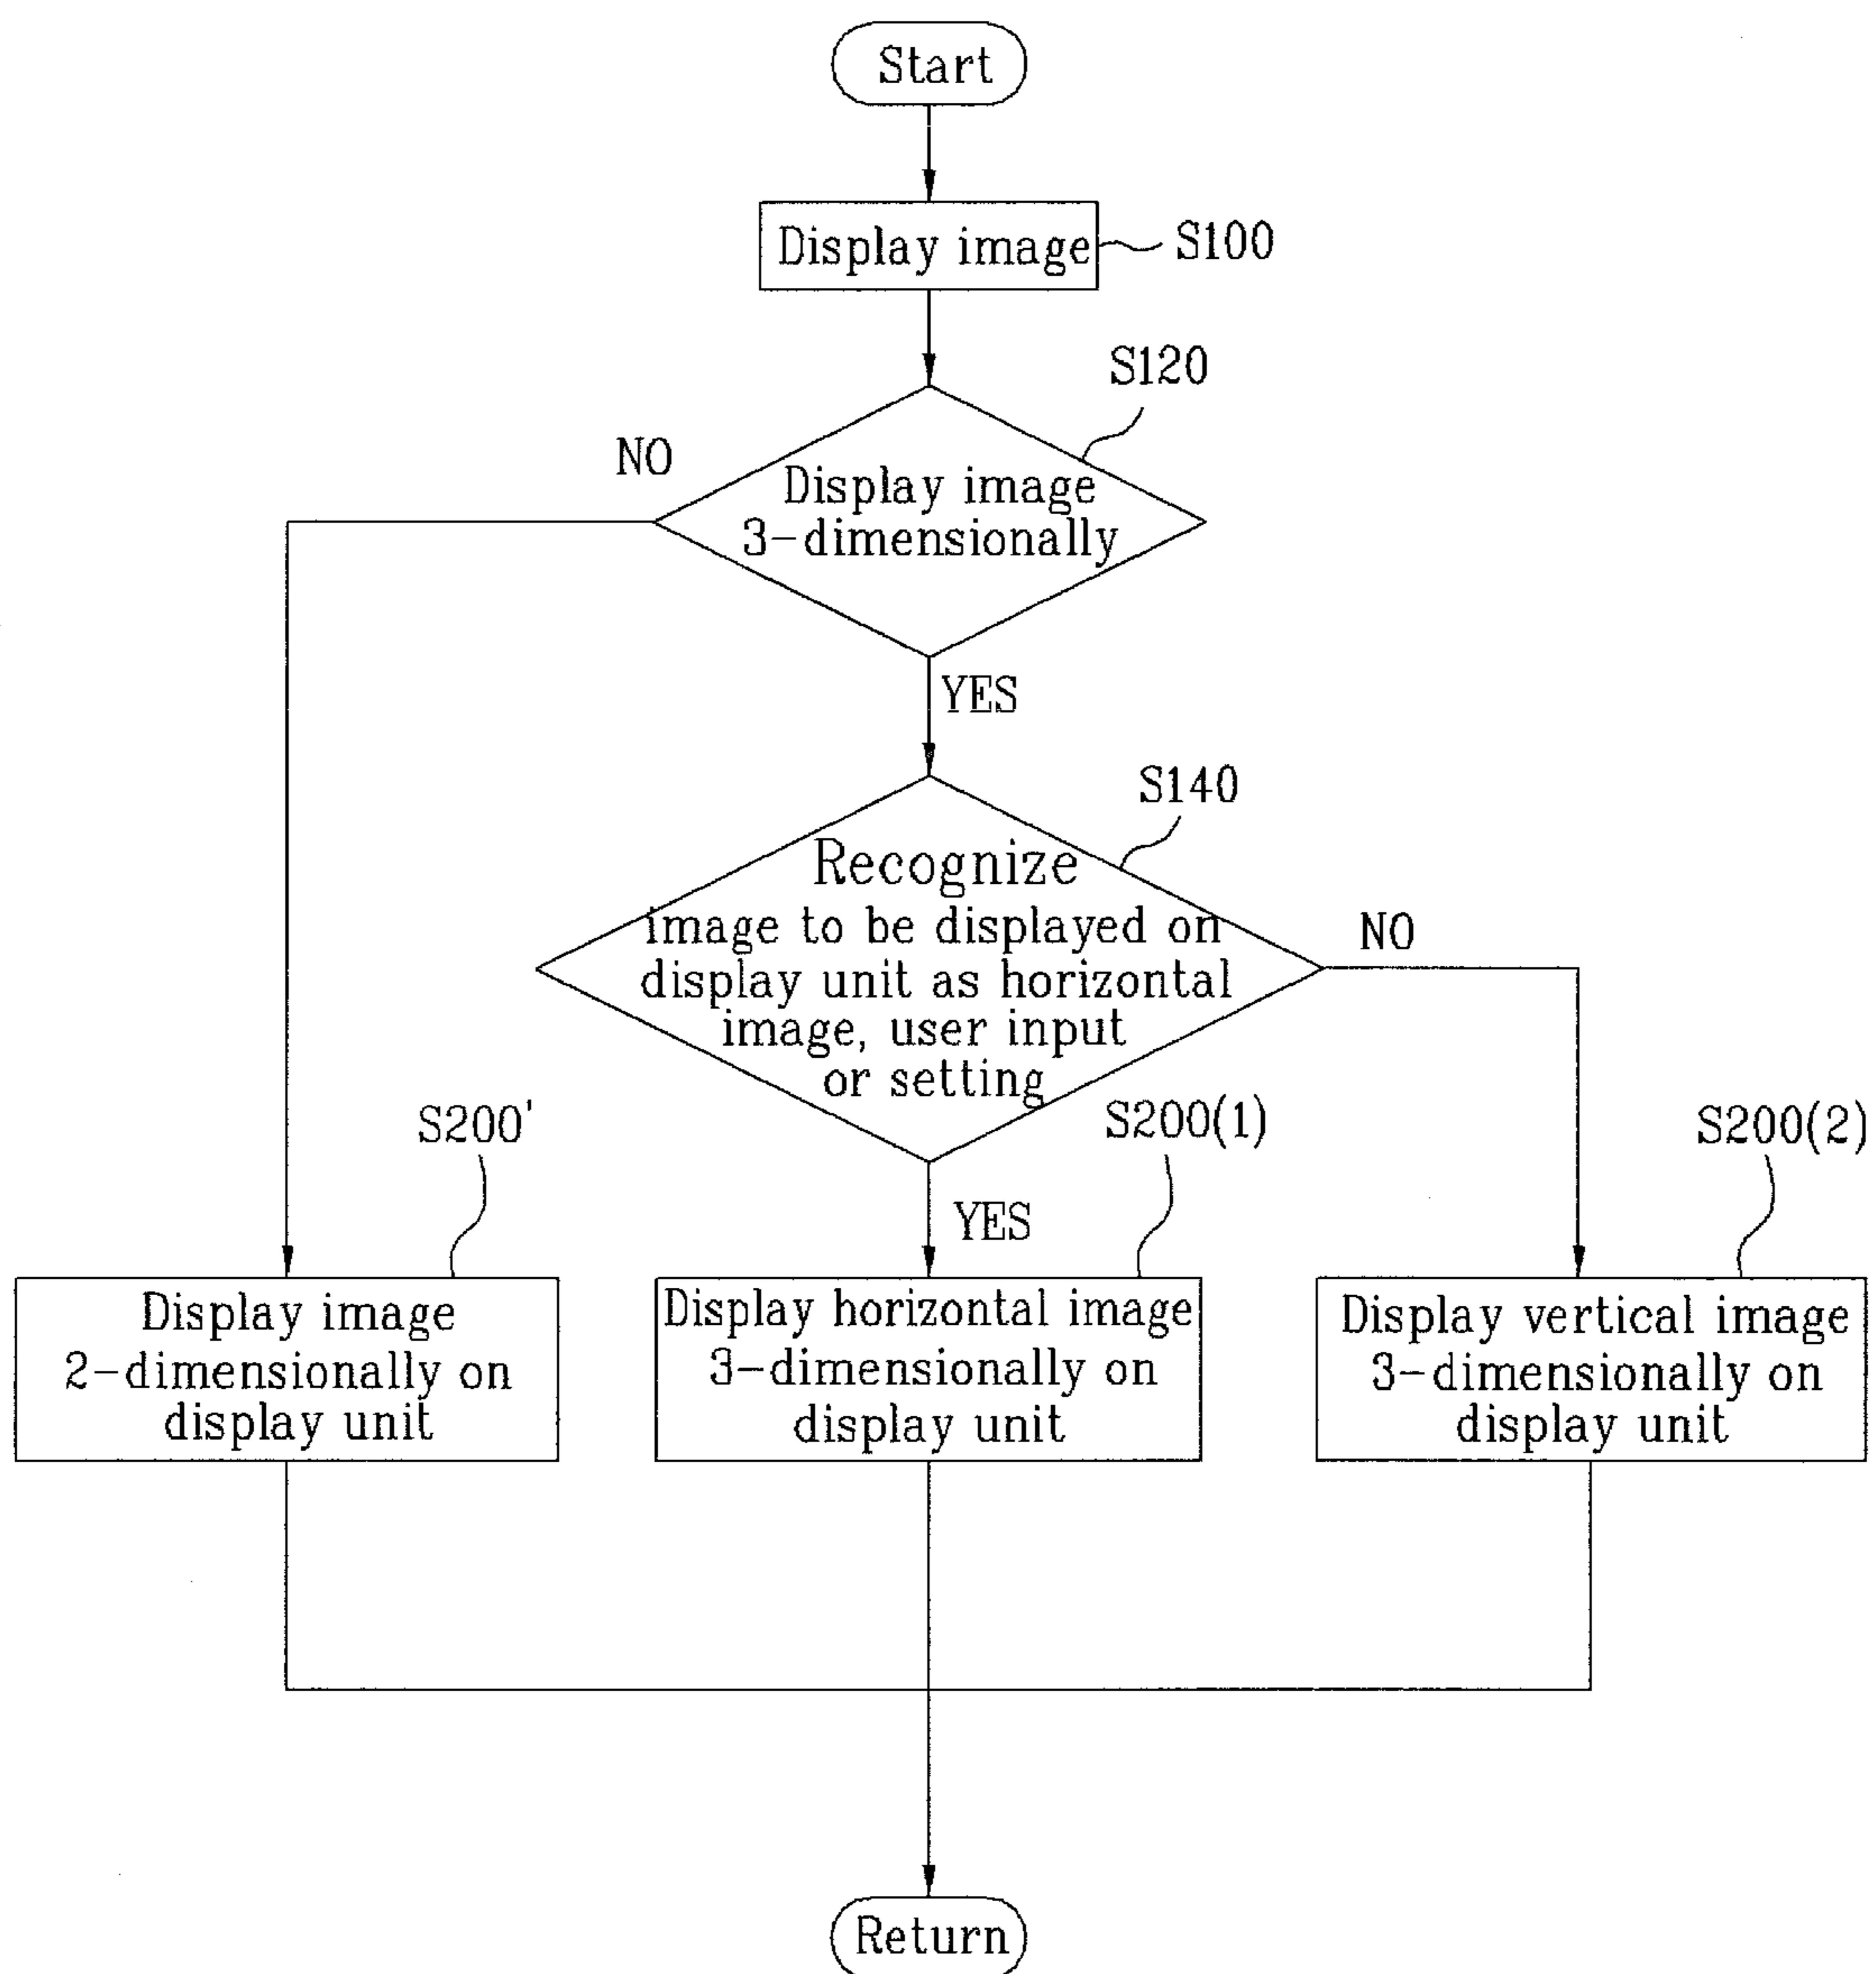 Start
Display image
S100
S120
NO
Display image
3-dimensionally
YES
S140
Recognize
image to be displayed on
display unit as horizontal
image, user input
or setting
NO
S200'
S200(1)
S200(2)
YES
Display image
2-dimensionally on
display unit
Display horizontal image
3-dimensionally on
display unit
Display vertical image
3-dimensionally on
display unit
Return